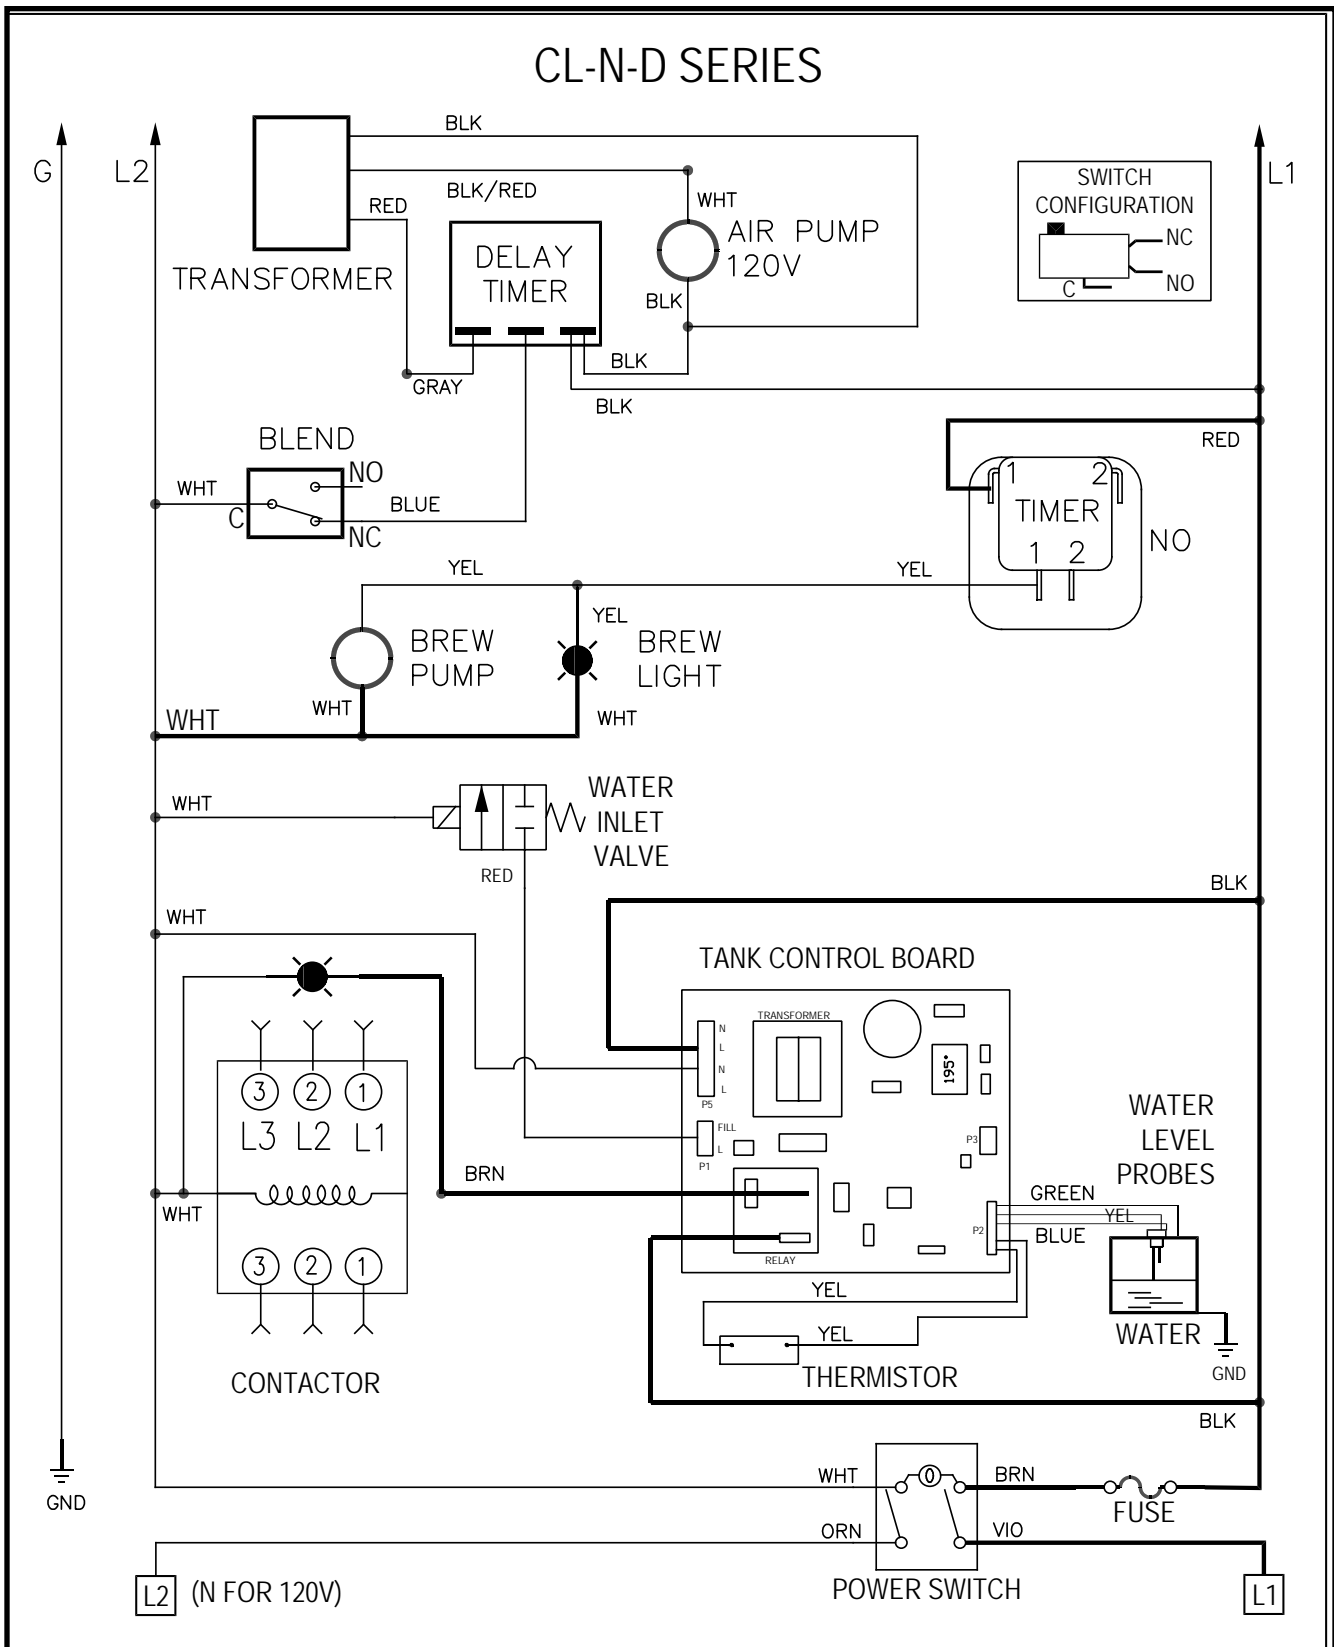 CL-N-D SERIES
BLK
G
L2
L1
SWITCH
CONFIGURATION
NC
NO
C
BLK/RED
WHT
RED
AIR PUMP
120V
DELAY
TIMER
TRANSFORMER
BLK
BLK
GRAY
BLK
RED
BLEND
NO
WHT
C
BLUE
NC
1 2
TIMER
1 2
NO
YEL
YEL
YEL
BREW
PUMP
BREW
LIGHT
WHT
WHT
WHT
WATER
INLET
VALVE
WHT
RED
BLK
WHT
TANK CONTROL BOARD
TRANSFORMER
N
L
N
L
P5
195°
FILL
L
P1
P3
WATER
LEVEL
PROBES
3 2 1
L3 L2 L1
BRN
WHT
GREEN
YEL
BLUE
P2
3 2 1
RELAY
YEL
YEL
WATER
GND
THERMISTOR
CONTACTOR
BLK
WHT
BRN
FUSE
GND
ORN
VIO
L2 (N FOR 120V)
POWER SWITCH
L1